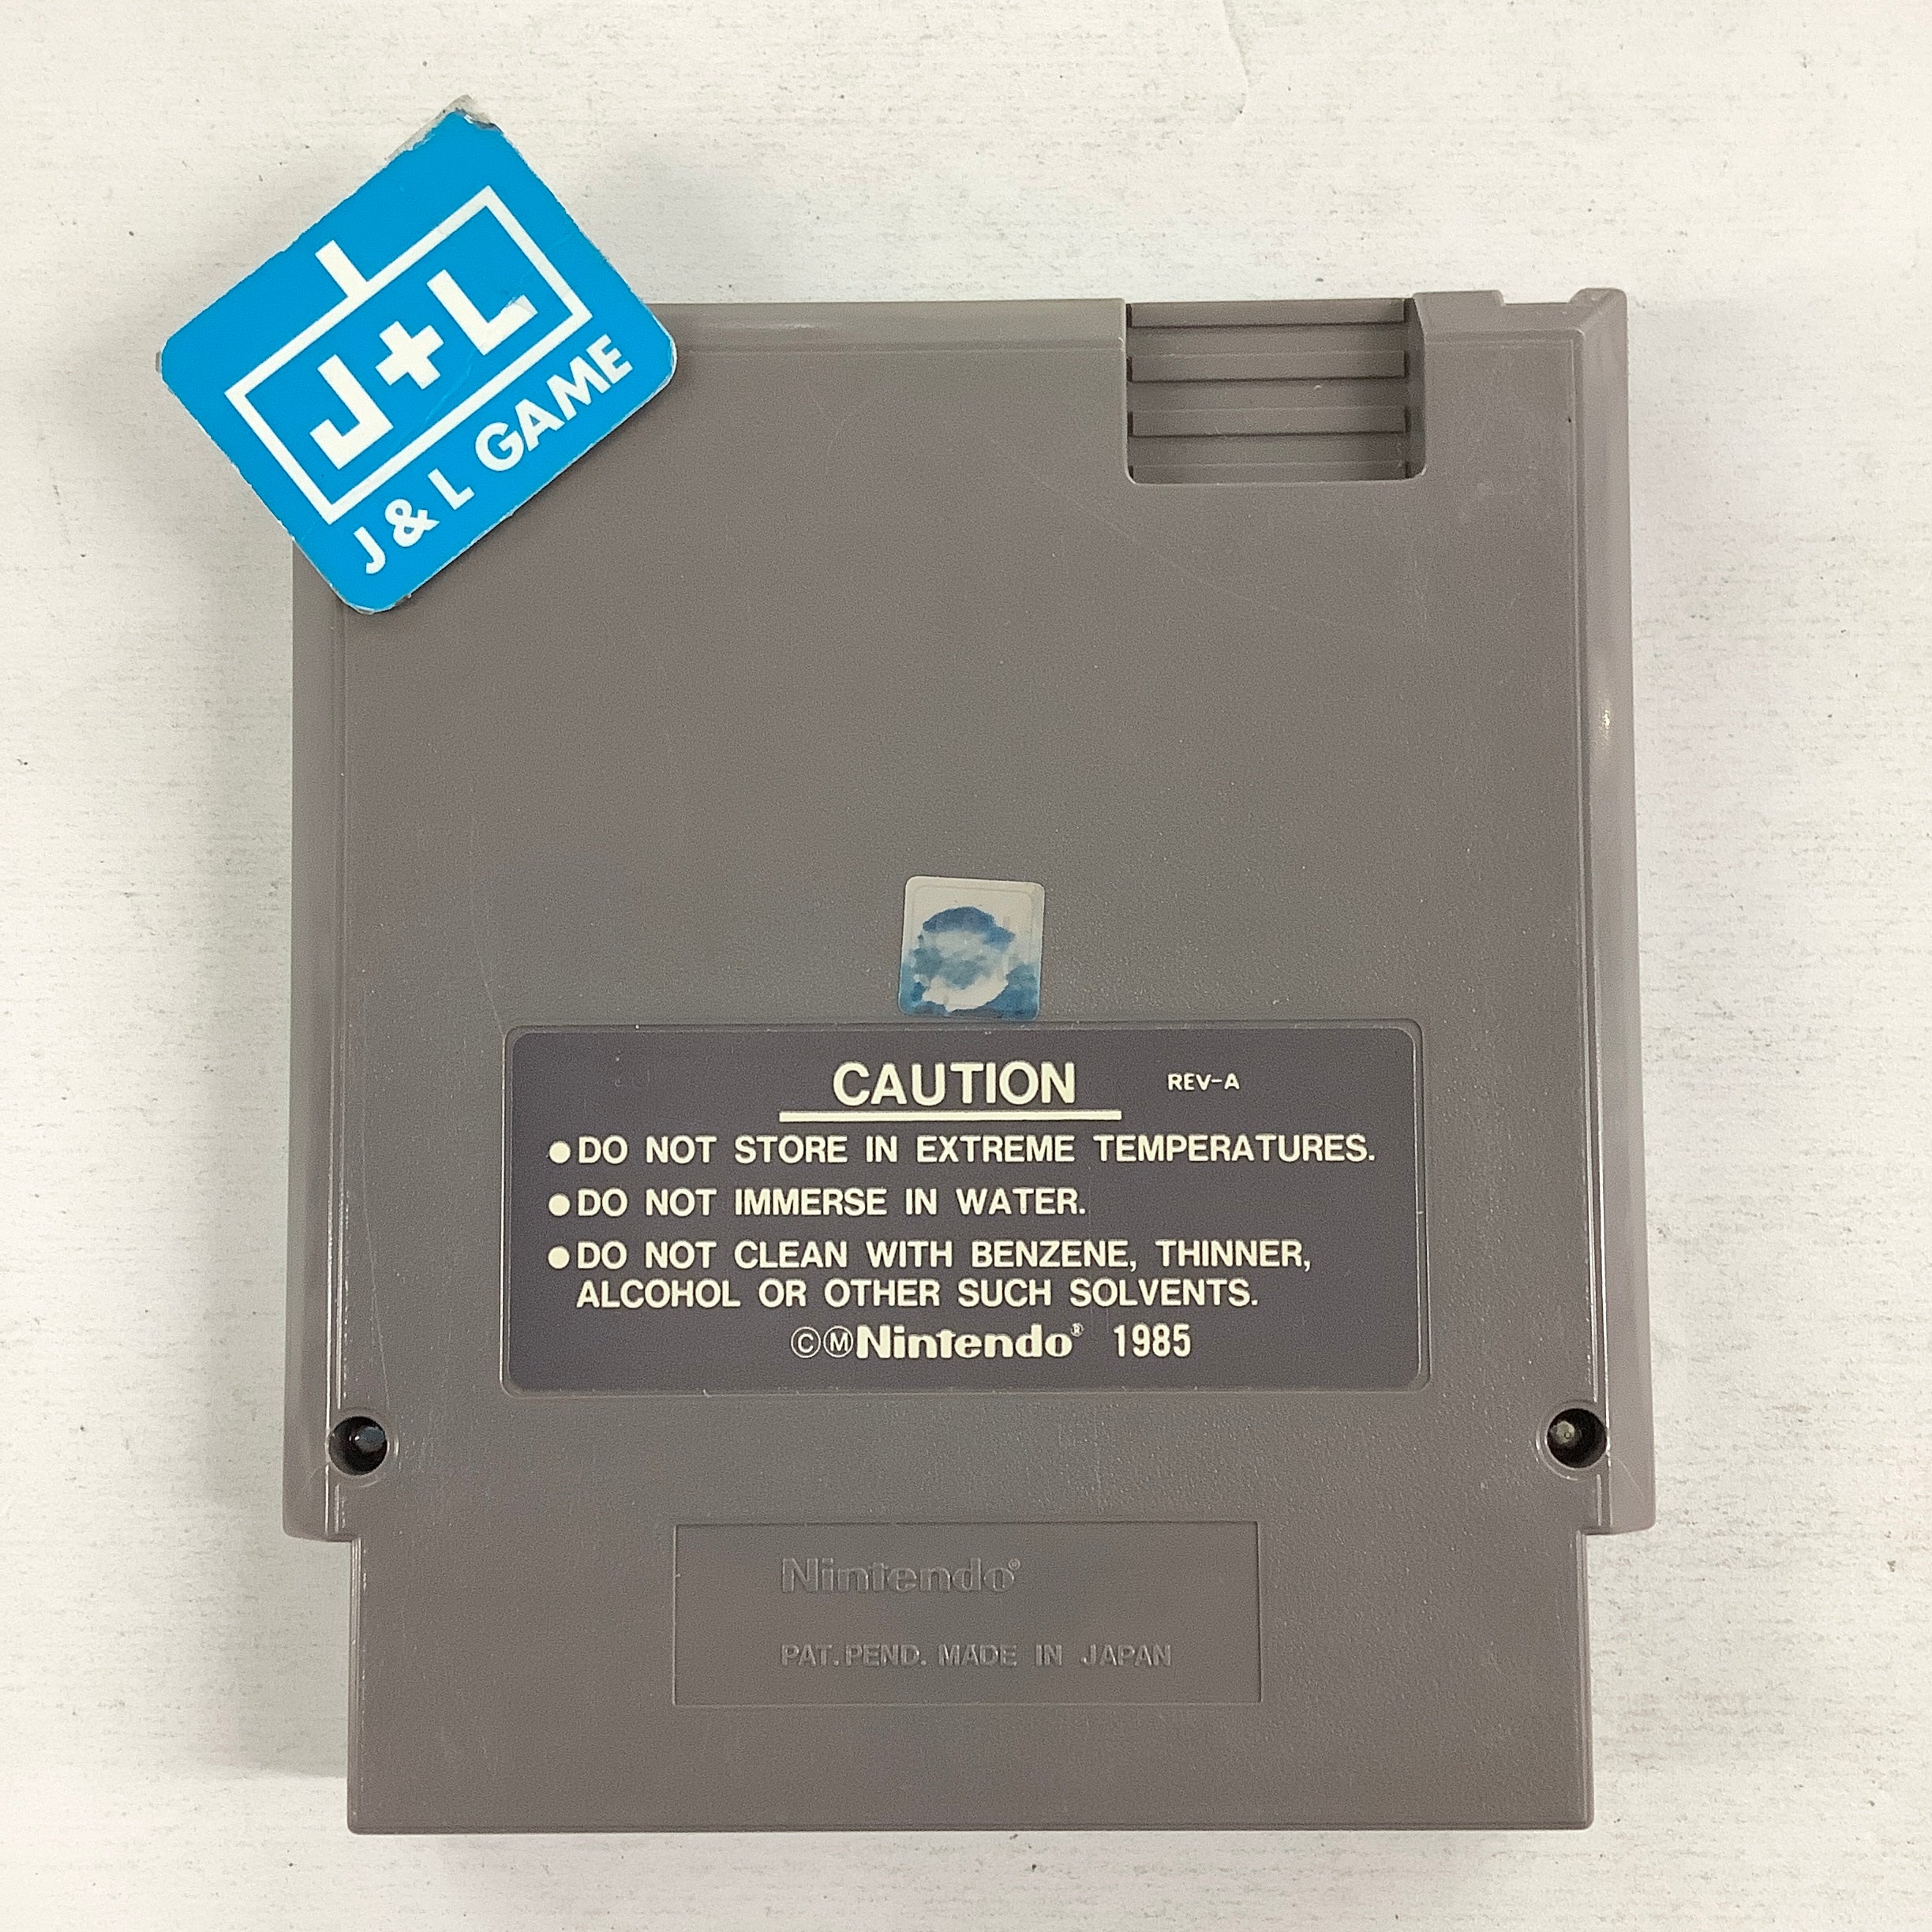 J+L
J & L GAME
CAUTION REV-A
●DO NOT STORE IN EXTREME TEMPERATURES.
●DO NOT IMMERSE IN WATER.
●DO NOT CLEAN WITH BENZENE, THINNER,
ALCOHOL OR OTHER SUCH SOLVENTS.
©ⓂNintendo® 1985
Nintendo®
PAT. PEND. MADE IN JAPAN